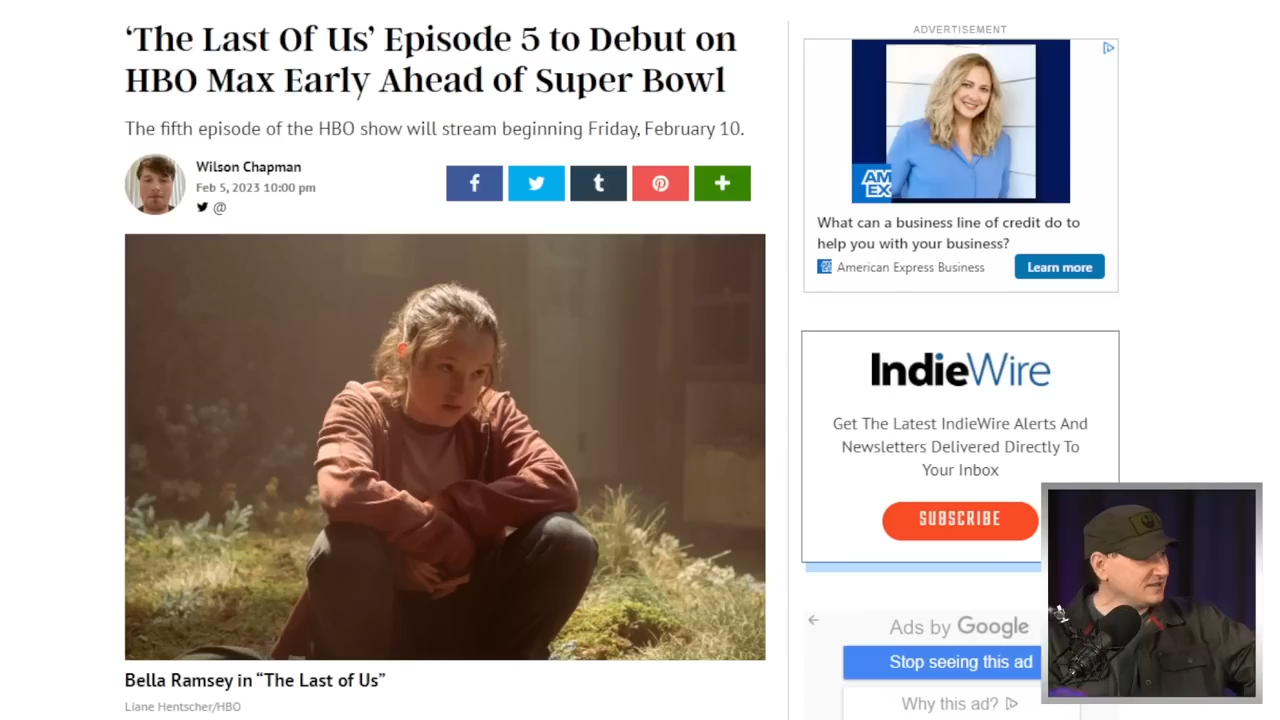 ‘The Last Of Us’ Episode 5 to Debut on
HBO Max Early Ahead of Super Bowl
The fifth episode of the HBO show will stream beginning Friday, February 10.
Wilson Chapman
Feb 5, 2023 10:00 pm
@
f
t
+
Bella Ramsey in “The Last of Us”
Liane Hentscher/HBO
ADVERTISEMENT
AM
EX
What can a business line of credit do to
help you with your business?
American Express Business
Learn more
IndieWire
Get The Latest IndieWire Alerts And
Newsletters Delivered Directly To
Your Inbox
SUBSCRIBE
Ads by Google
Stop seeing this ad
Why this ad?